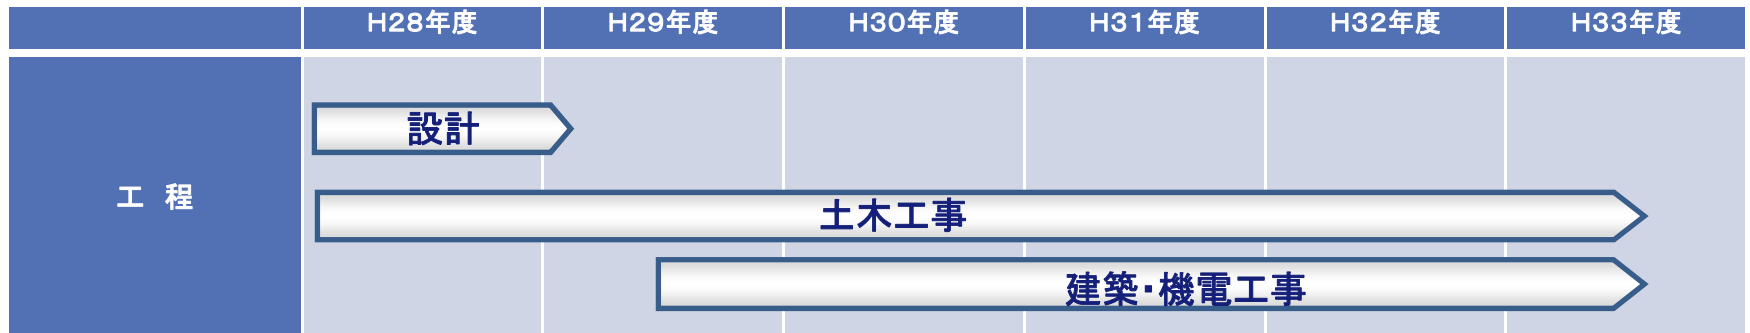 H28年度 H29年度 H30年度 H31年度 H32年度 H33年度
設計
工 程
土木工事
建築・機電工事